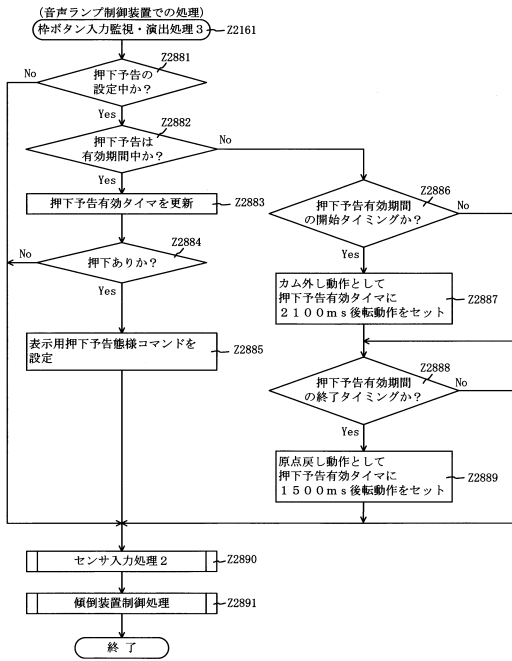 (音声ランプ制御装置での処理)
枠ボタン入力監視・演出処理3
Z2161
Z2881
押下予告の
設定中か?
No
Yes
Z2882
押下予告は
有効期間中か?
No
Yes
押下予告有効タイマを更新
Z2883
Z2884
押下ありか?
No
Yes
表示用押下予告態様コマンドを
設定
Z2885
Z2886
押下予告有効期間
の開始タイミングか?
No
Yes
カム外し動作として
押下予告有効タイマに
2100ms後転動作をセット
Z2887
Z2888
押下予告有効期間
の終了タイミングか?
No
Yes
原点戻し動作として
押下予告有効タイマに
1500ms後転動作をセット
Z2889
センサ入力処理2
Z2890
傾倒装置制御処理
Z2891
終了